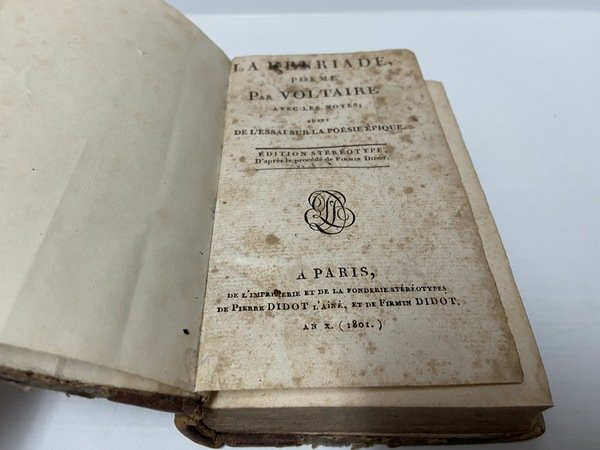 LA HENRIADE,
POËME
PAR VOLTAIRE
AVEC LES NOTES;
SUIVI
DE L'ESSAI SUR LA POÉSIE ÉPIQUE.
ÉDITION STÉRÉOTYPE,
D'après le procédé de FIRMIN DIDOT.
A PARIS,
DE L'IMPRIMERIE ET DE LA FONDERIE STÉRÉOTYPES
DE PIERRE DIDOT L'AÎNÉ, ET DE FIRMIN DIDOT.
AN X. (1801.)